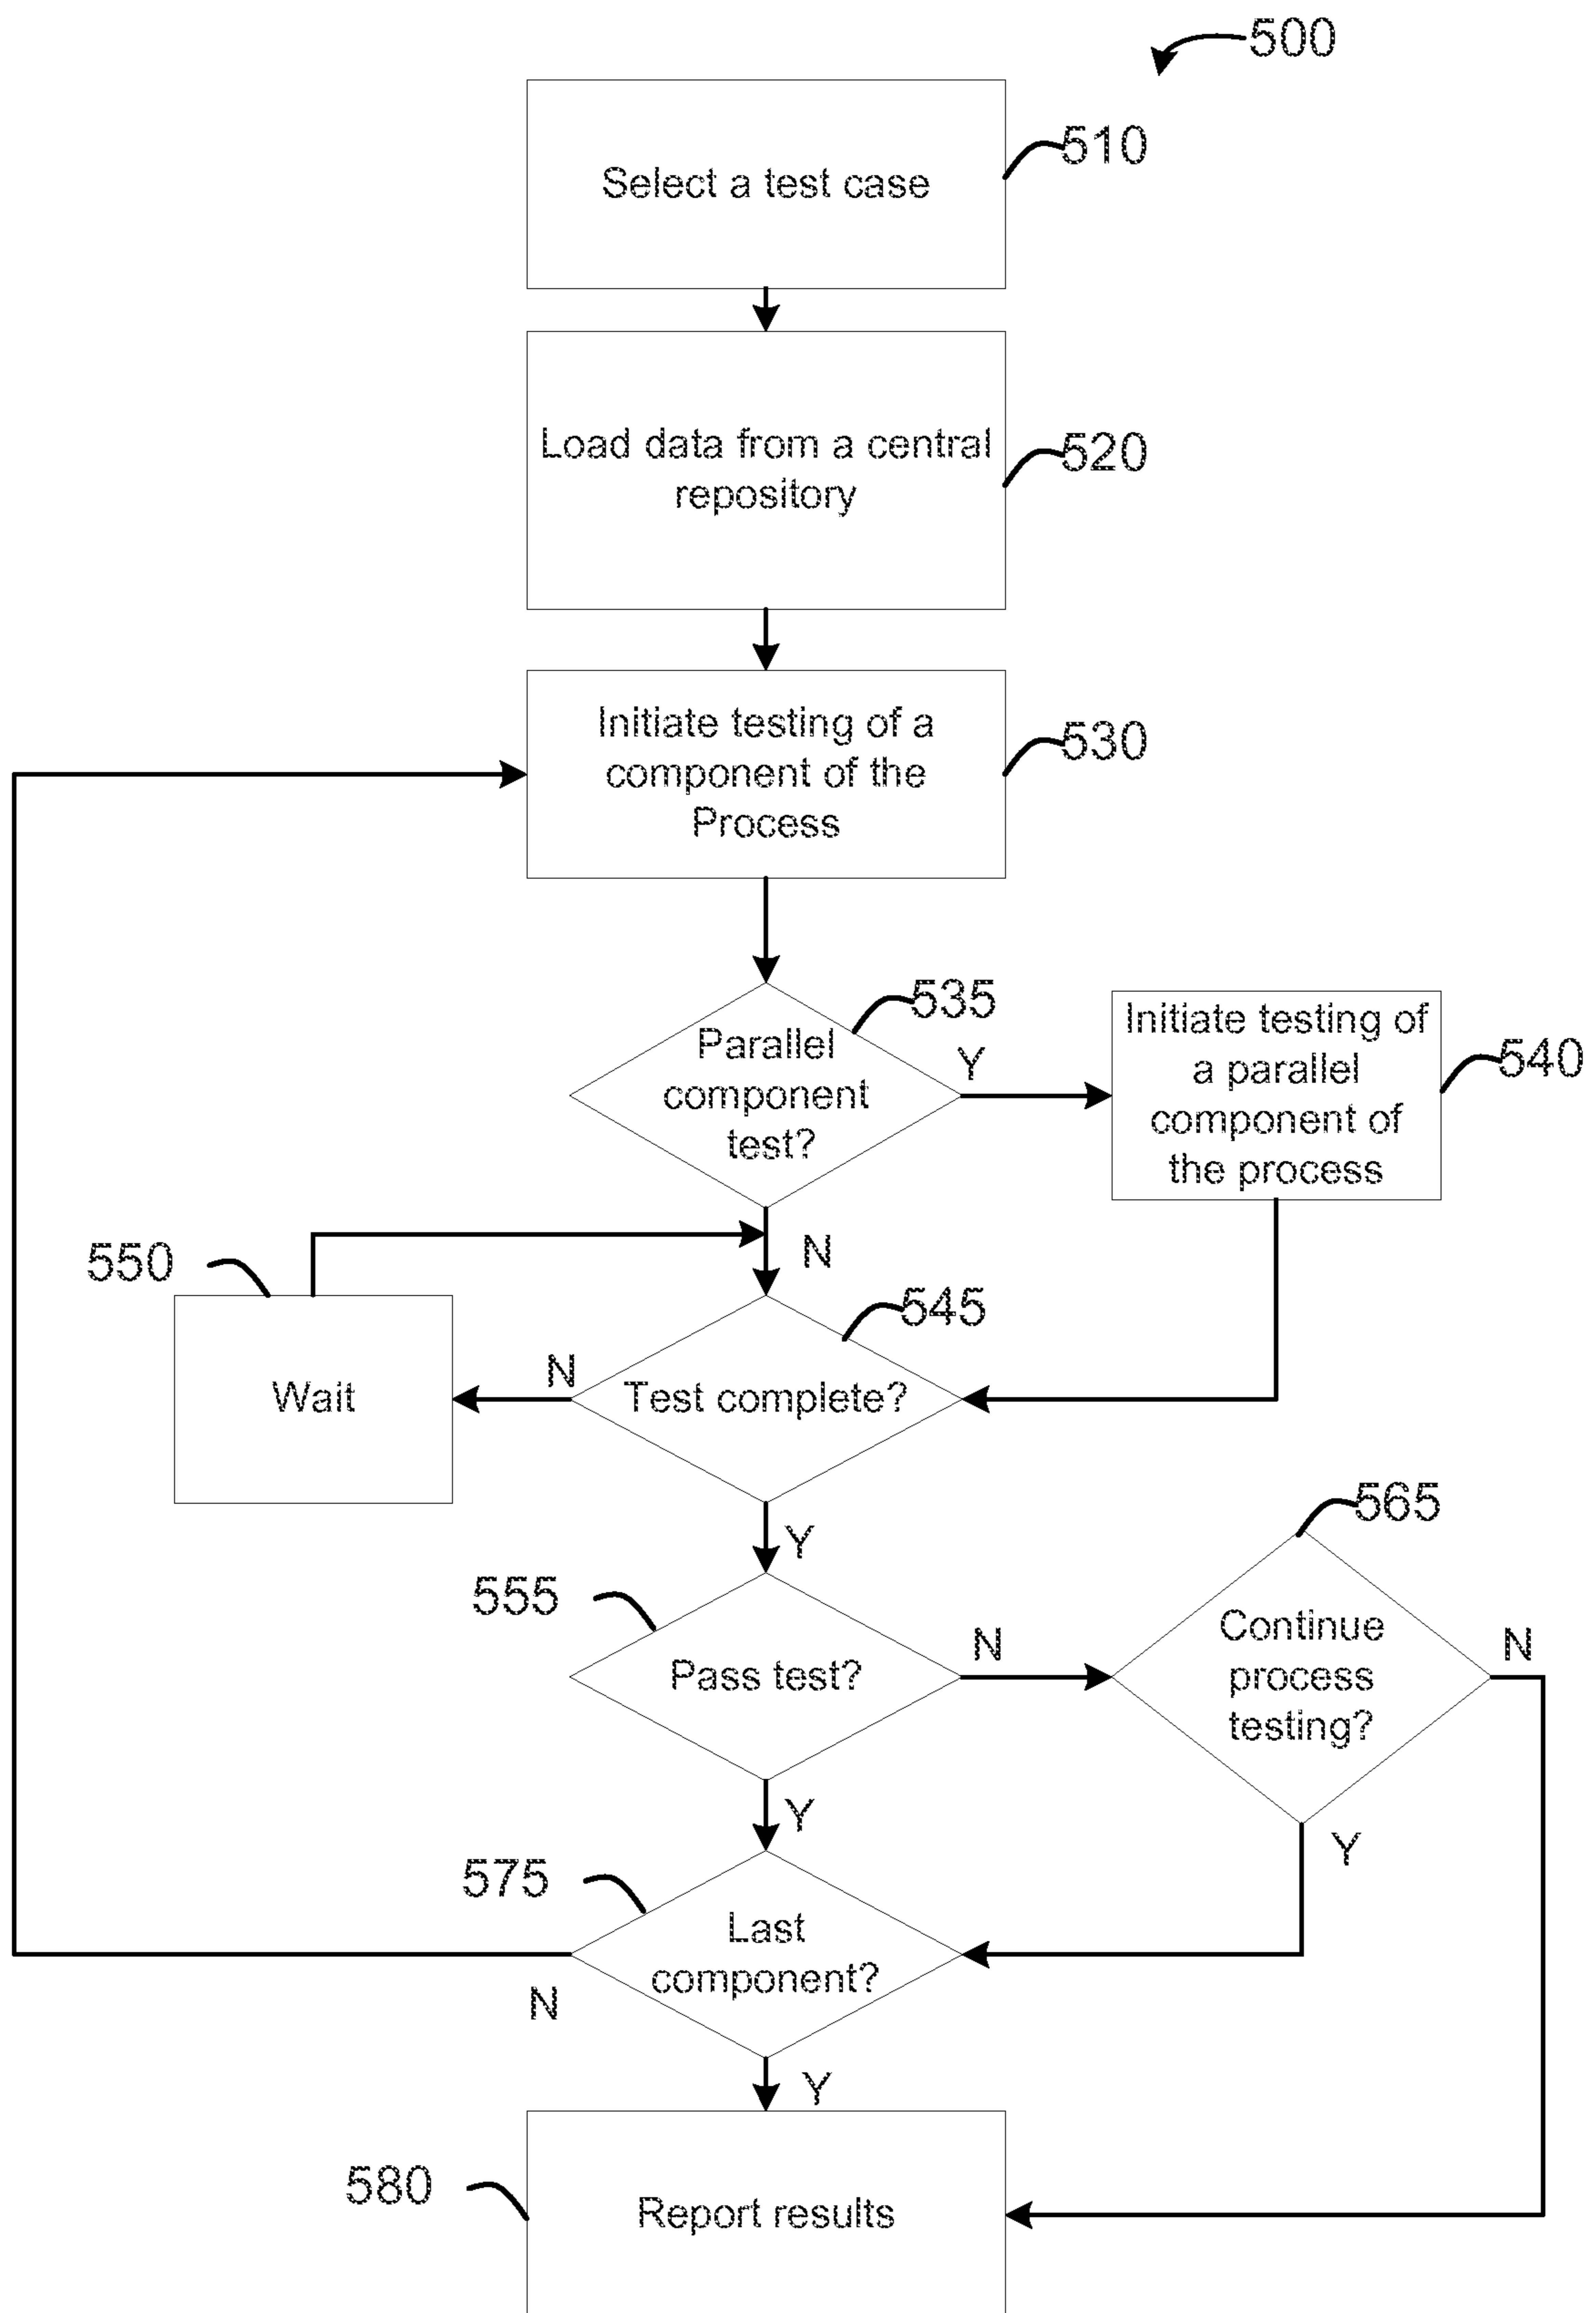 500
Select a test case
510
Load data from a central
repository
520
Initiate testing of a
component of the
Process
530
Parallel
component
test?
535
Y
N
Initiate testing of
a parallel
component of
the process
540
550
Wait
N
Test complete?
545
Y
555
Pass test?
N
Y
565
Continue
process
testing?
N
Y
575
Last
component?
N
Y
580
Report results